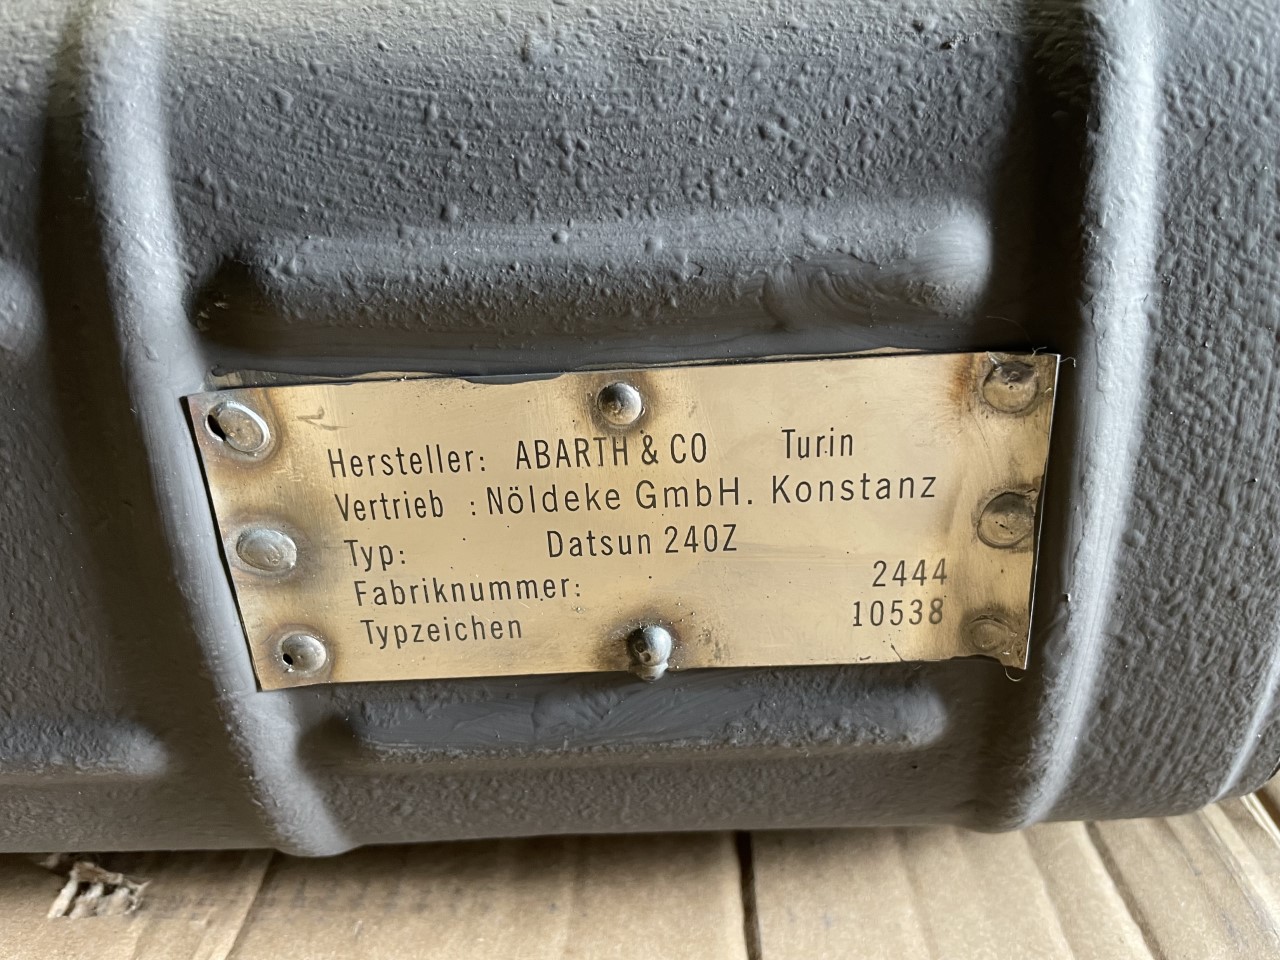 Hersteller: ABARTH & CO Turin
Vertrieb : Nöldeke GmbH. Konstanz
Typ: Datsun 240Z
Fabriknummer: 2444
Typzeichen 10538